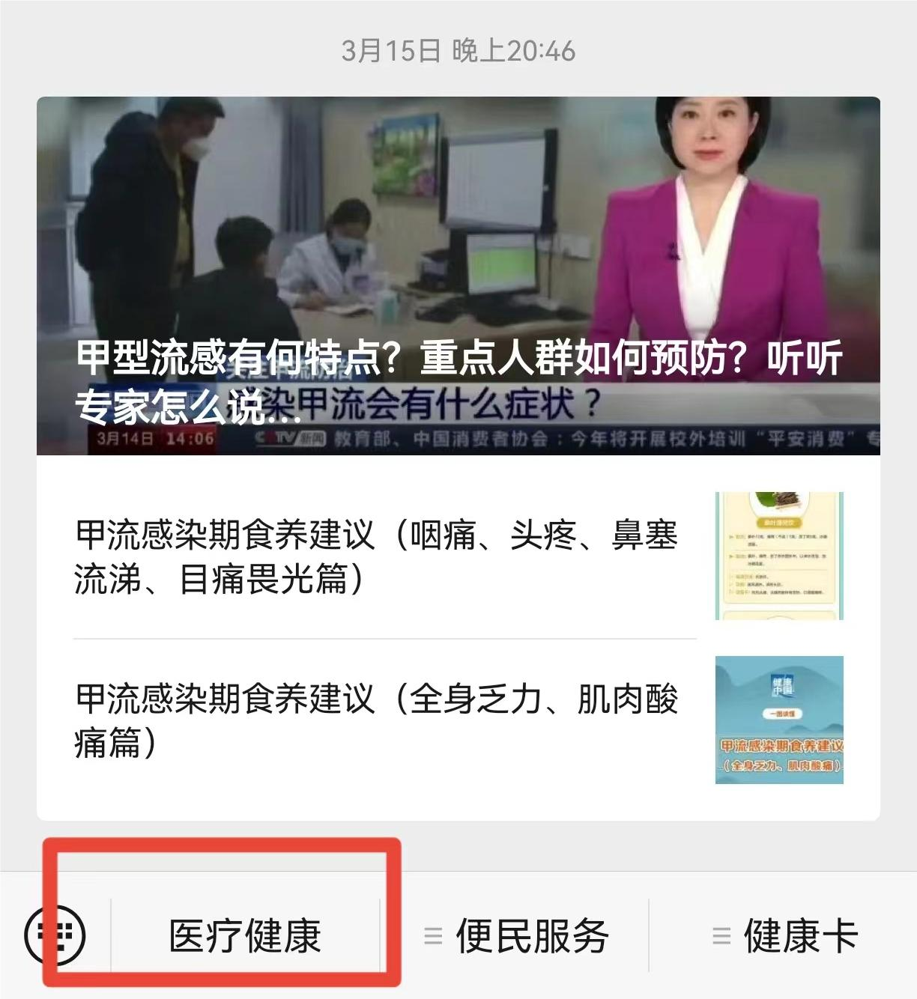 3月15日 晚上20:46
甲型流感有何特点？重点人群如何预防？听听
专家怎么说...
感染甲流会有什么症状？
3月14日 14:06
CCTV新闻 教育部、中国消费者协会：今年将开展校外培训“平安消费”专
甲流感染期食养建议（咽痛、头疼、鼻塞
流涕、目痛畏光篇）
甲流感染期食养建议（全身乏力、肌肉酸
痛篇）
健康
中国
一图读懂
甲流感染期食养建议
（全身乏力、肌肉酸痛）
医疗健康
便民服务
健康卡